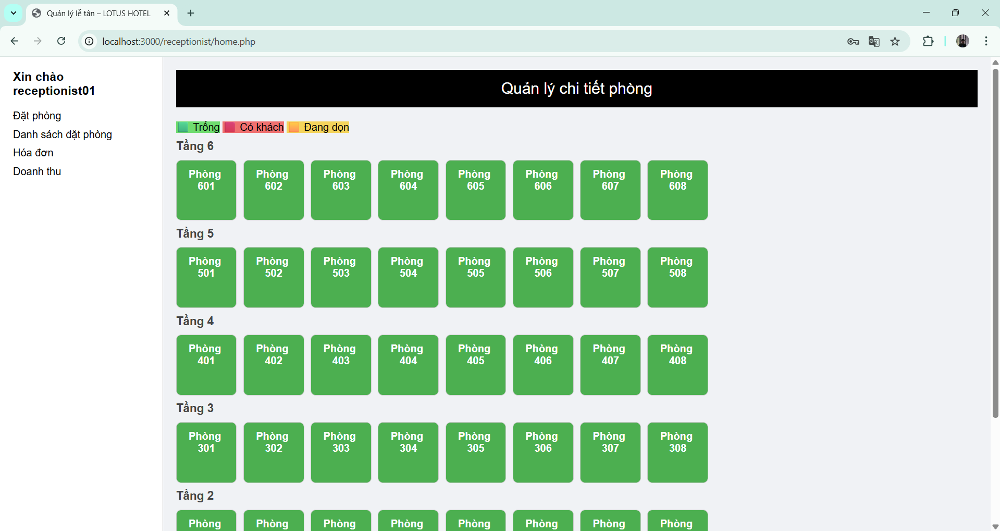 Quản lý lễ tân – LOTUS HOTEL
localhost:3000/receptionist/home.php
Xin chào
receptionist01
Đặt phòng
Danh sách đặt phòng
Hóa đơn
Doanh thu
Quản lý chi tiết phòng
Trống Có khách Đang dọn
Tầng 6
Phòng 601 Phòng 602 Phòng 603 Phòng 604 Phòng 605 Phòng 606 Phòng 607 Phòng 608
Tầng 5
Phòng 501 Phòng 502 Phòng 503 Phòng 504 Phòng 505 Phòng 506 Phòng 507 Phòng 508
Tầng 4
Phòng 401 Phòng 402 Phòng 403 Phòng 404 Phòng 405 Phòng 406 Phòng 407 Phòng 408
Tầng 3
Phòng 301 Phòng 302 Phòng 303 Phòng 304 Phòng 305 Phòng 306 Phòng 307 Phòng 308
Tầng 2
Phòng Phòng Phòng Phòng Phòng Phòng Phòng Phòng